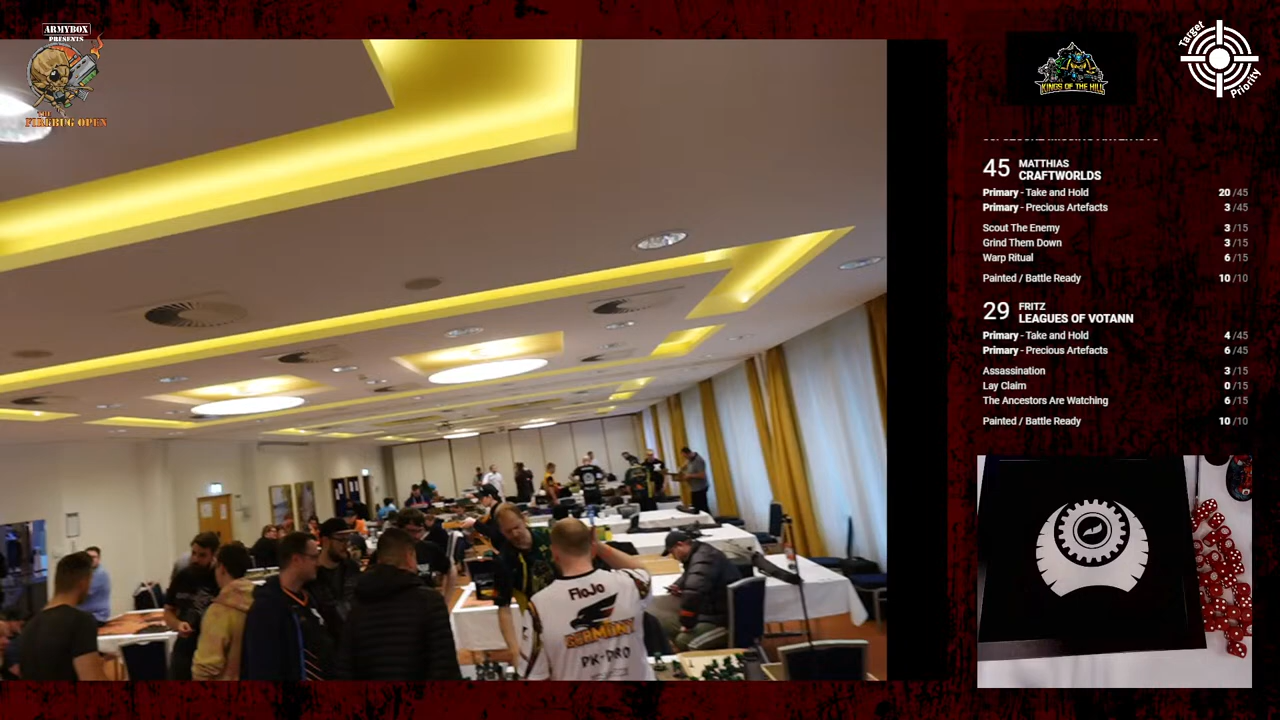 ARMYBOX
PRESENTS
THE
FIREBUG OPEN
KINGS OF THE HILL
Target
Priority
45 MATTHIAS
CRAFTWORLDS
Primary - Take and Hold 20 /45
Primary - Precious Artefacts 3 /45
Scout The Enemy 3 /15
Grind Them Down 3 /15
Warp Ritual 6 /15
Painted / Battle Ready 10 /10
29 FRITZ
LEAGUES OF VOTANN
Primary - Take and Hold 4 /45
Primary - Precious Artefacts 6 /45
Assassination 3 /15
Lay Claim 0 /15
The Ancestors Are Watching 6 /15
Painted / Battle Ready 10 /10
FloJo
GERMANY